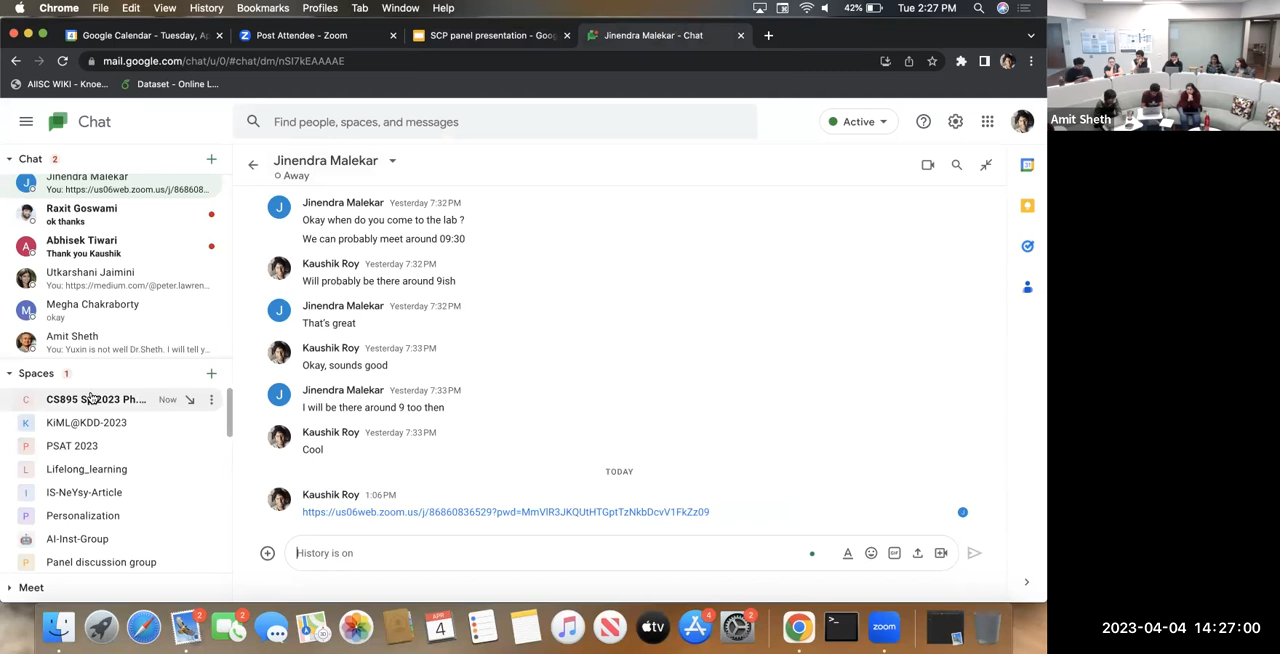 Chrome File Edit View History Bookmarks Profiles Tab Window Help
42% Tue 2:27 PM
Google Calendar - Tuesday, Ap
Post Attendee - Zoom
SCP panel presentation - Goog
Jinendra Malekar - Chat
mail.google.com/chat/u/0/#chat/dm/nSI7kEAAAAE
AIISC WIKI - Knoe...
Dataset - Online L...
Chat
Find people, spaces, and messages
Active
Chat 2
Jinendra Malekar
You: https://us06web.zoom.us/j/868608...
Raxit Goswami
ok thanks
Abhisek Tiwari
Thank you Kaushik
Utkarshani Jaimini
You: https://medium.com/@peter.lawren...
Megha Chakraborty
okay
Amit Sheth
You: Yuxin is not well Dr.Sheth. I will tell y...
Spaces 1
CS895 2023 Ph.... Now
KiML@KDD-2023
PSAT 2023
Lifelong_learning
IS-NeYsy-Article
Personalization
AI-Inst-Group
Panel discussion group
Meet
Jinendra Malekar
Away
Jinendra Malekar Yesterday 7:32 PM
Okay when do you come to the lab ?
We can probably meet around 09:30
Kaushik Roy Yesterday 7:32 PM
Will probably be there around 9ish
Jinendra Malekar Yesterday 7:32 PM
That's great
Kaushik Roy Yesterday 7:33 PM
Okay, sounds good
Jinendra Malekar Yesterday 7:33 PM
I will be there around 9 too then
Kaushik Roy Yesterday 7:33 PM
Cool
TODAY
Kaushik Roy 1:06 PM
https://us06web.zoom.us/j/86860836529?pwd=MmVlR3JKQUtHTGptTzNkbDcvV1FkZz09
History is on
Amit Sheth
2023-04-04 14:27:00
APR
4
tv
zoom